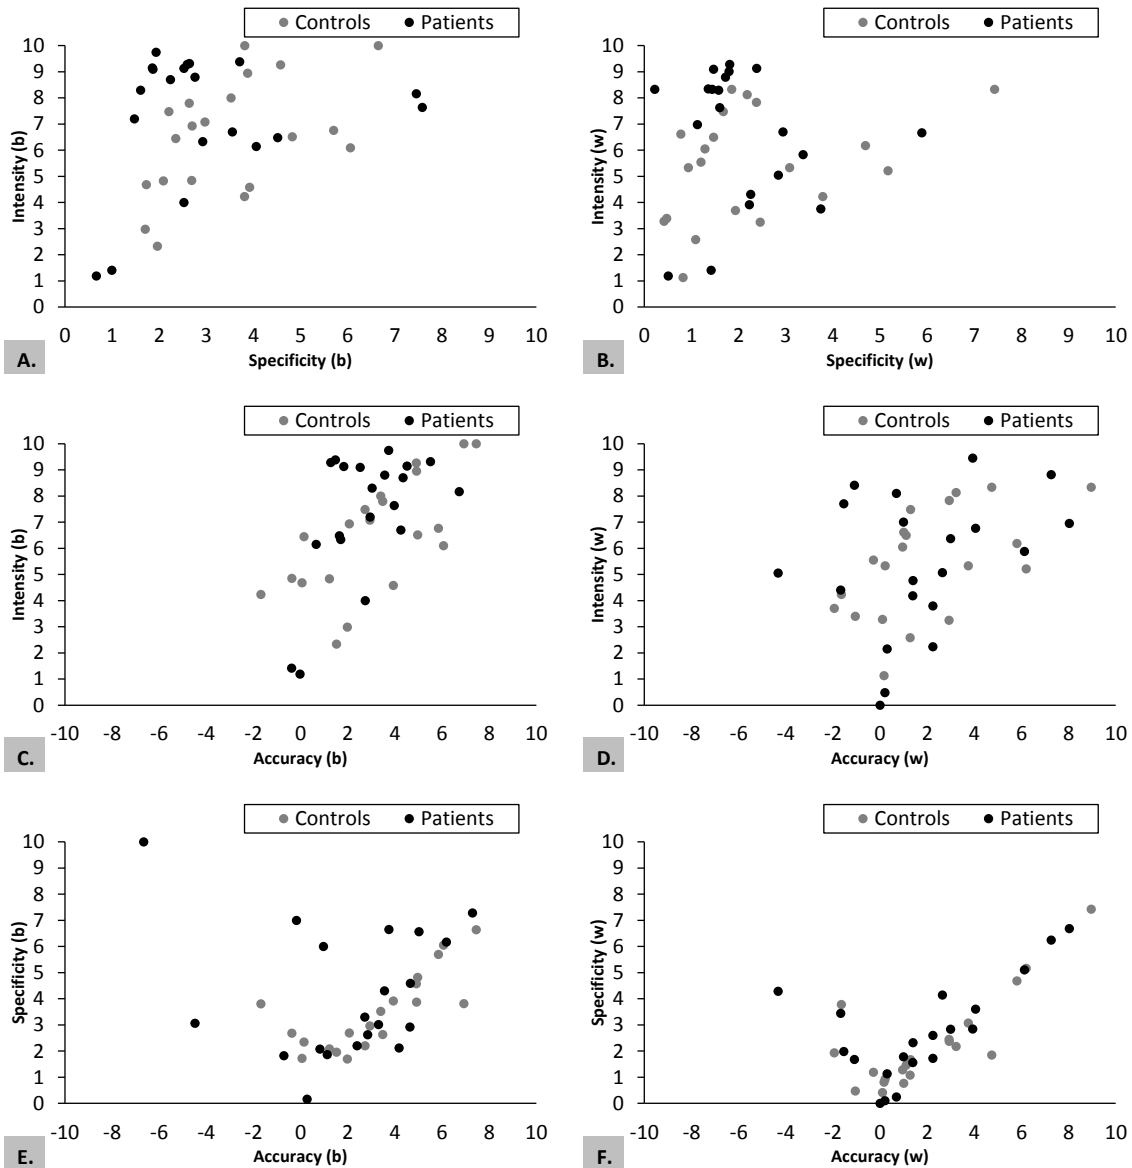 Controls Patients
10
9
8
7
6
5
4
3
2
1
0
Intensity (b)
0 1 2 3 4 5 6 7 8 9 10
Specificity (b)
A.
Controls Patients
10
9
8
7
6
5
4
3
2
1
0
Intensity (w)
0 1 2 3 4 5 6 7 8 9 10
Specificity (w)
B.
Controls Patients
10
9
8
7
6
5
4
3
2
1
0
Intensity (b)
-10 -8 -6 -4 -2 0 2 4 6 8 10
Accuracy (b)
C.
Controls Patients
10
9
8
7
6
5
4
3
2
1
0
Intensity (w)
-10 -8 -6 -4 -2 0 2 4 6 8 10
Accuracy (w)
D.
Controls Patients
10
9
8
7
6
5
4
3
2
1
0
Specificity (b)
-10 -8 -6 -4 -2 0 2 4 6 8 10
Accuracy (b)
E.
Controls Patients
10
9
8
7
6
5
4
3
2
1
0
Specificity (w)
-10 -8 -6 -4 -2 0 2 4 6 8 10
Accuracy (w)
F.